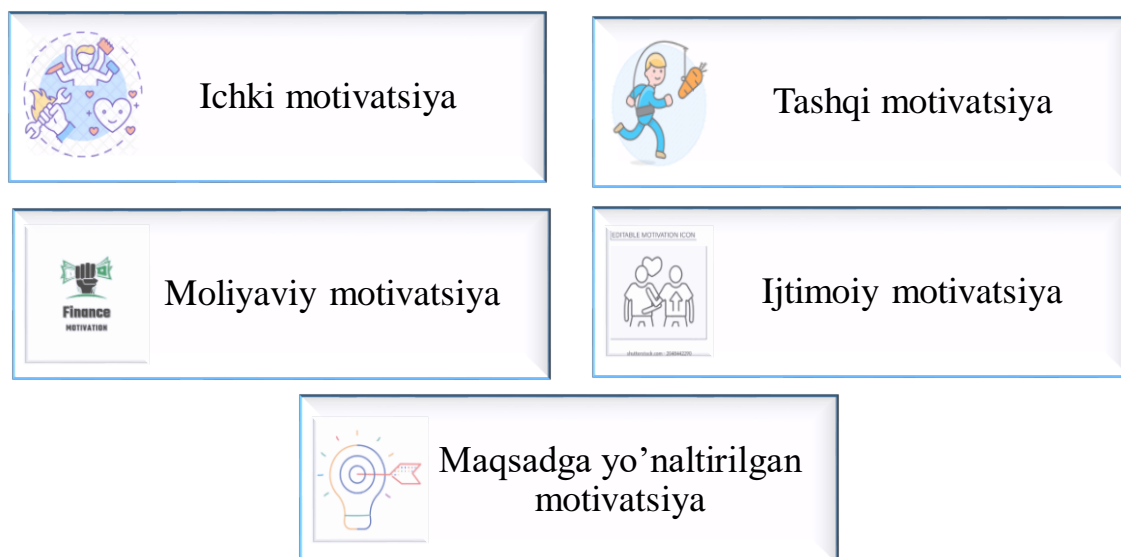 Ichki motivatsiya
Tashqi motivatsiya
Finance
MOTIVATION
Moliyaviy motivatsiya
EDITABLE MOTIVATION ICON
Ijtimoiy motivatsiya
Maqsadga yo’naltirilgan
motivatsiya